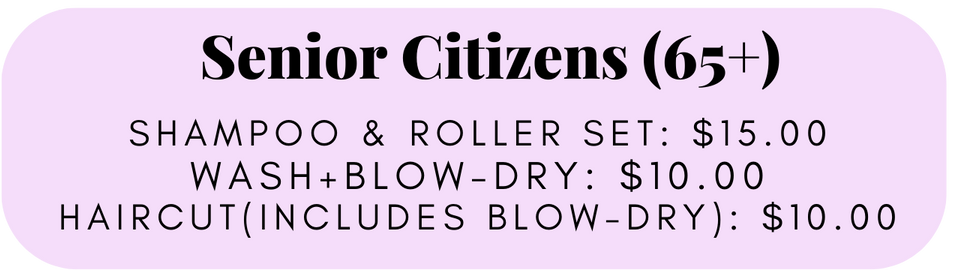 Senior Citizens (65+)
SHAMPOO & ROLLER SET: $15.00
WASH+BLOW-DRY: $10.00
HAIRCUT(INCLUDES BLOW-DRY): $10.00